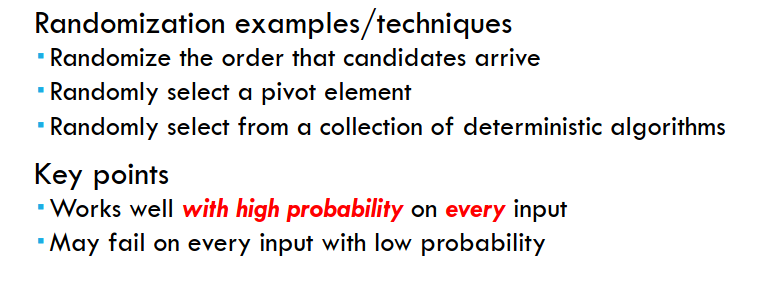 Randomization examples/techniques
▪ Randomize the order that candidates arrive
▪ Randomly select a pivot element
▪ Randomly select from a collection of deterministic algorithms
Key points
▪ Works well with high probability on every input
▪ May fail on every input with low probability